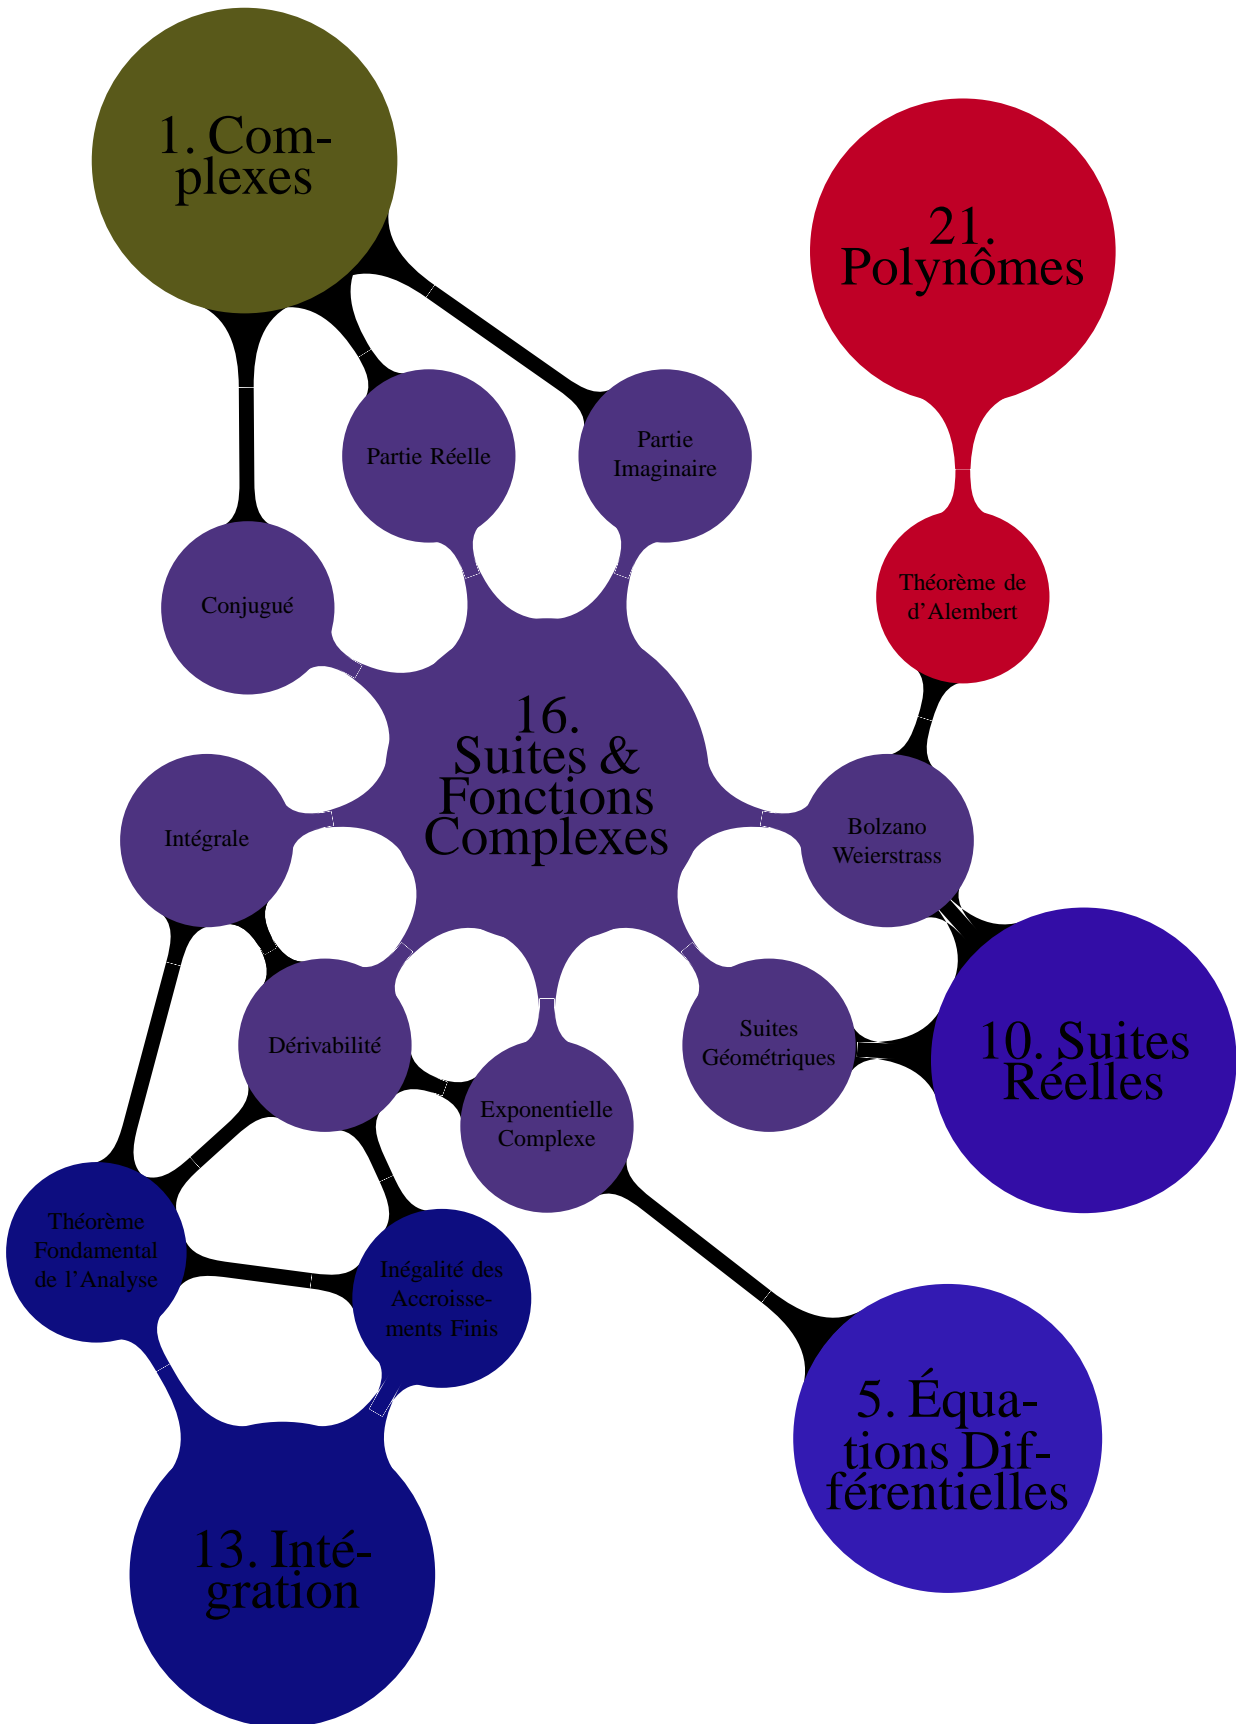 1. Com-
plexes
21.
Polynômes
Partie Réelle
Partie
Imaginaire
Conjugué
Théorème de
d'Alembert
16.
Suites &
Fonctions
Complexes
Intégrale
Bolzano
Weierstrass
Dérivabilité
Suites
Géométriques
10. Suites
Réelles
Exponentielle
Complexe
Théorème
Fondamental
de l'Analyse
Inégalité des
Accroisse-
ments Finis
5. Équa-
tions Dif-
férentielles
13. Inté-
gration